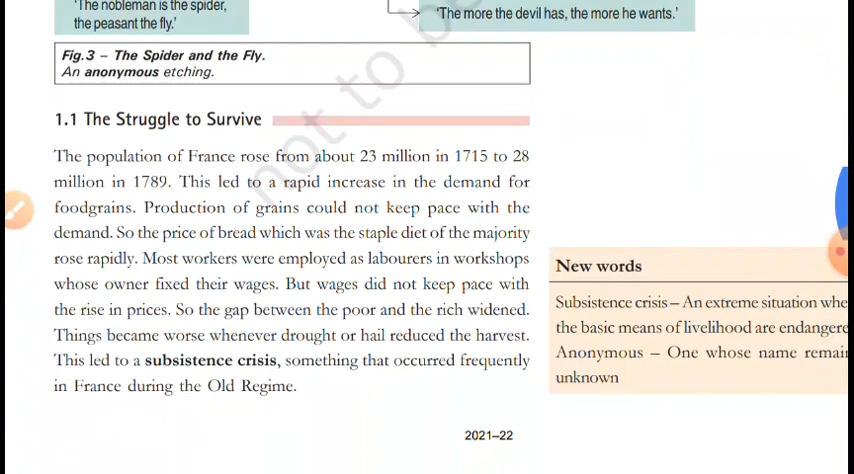 'The nobleman is the spider,
the peasant the fly.'
'The more the devil has, the more he wants.'
Fig.3 – The Spider and the Fly.
An anonymous etching.
not to be
1.1 The Struggle to Survive
The population of France rose from about 23 million in 1715 to 28
million in 1789. This led to a rapid increase in the demand for
foodgrains. Production of grains could not keep pace with the
demand. So the price of bread which was the staple diet of the majority
rose rapidly. Most workers were employed as labourers in workshops
whose owner fixed their wages. But wages did not keep pace with
the rise in prices. So the gap between the poor and the rich widened.
Things became worse whenever drought or hail reduced the harvest.
This led to a subsistence crisis, something that occurred frequently
in France during the Old Regime.
New words
Subsistence crisis – An extreme situation whe
the basic means of livelihood are endangere
Anonymous – One whose name remai
unknown
2021–22